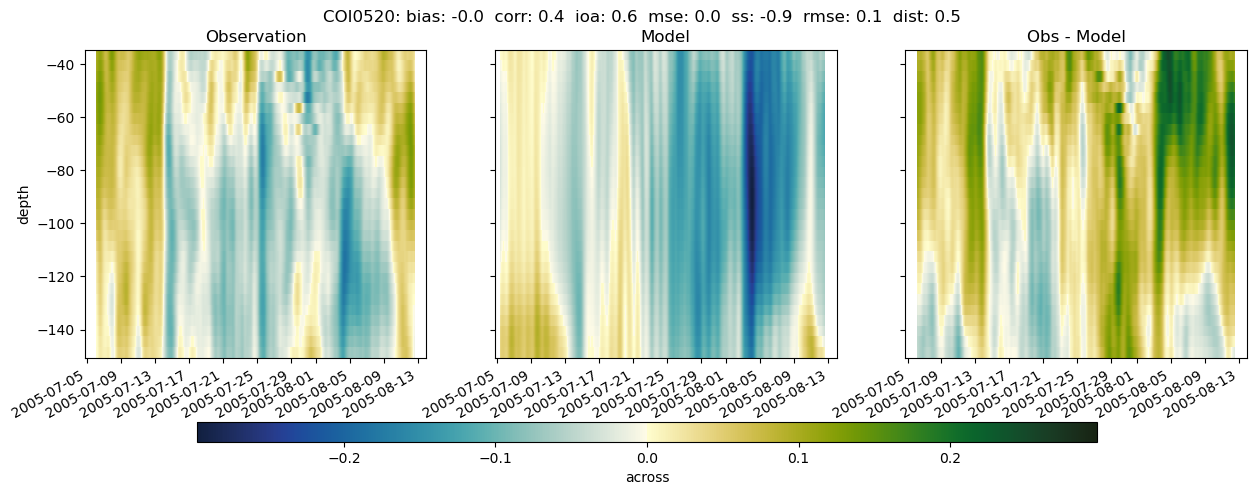 COI0520: bias: -0.0  corr: 0.4  ioa: 0.6  mse: 0.0  ss: -0.9  rmse: 0.1  dist: 0.5
Observation Model Obs - Model
depth
−40
−60
−80
−100
−120
−140
2005-07-05 2005-07-09 2005-07-13 2005-07-17 2005-07-21 2005-07-25 2005-07-29 2005-08-01 2005-08-05 2005-08-09 2005-08-13
2005-07-05 2005-07-09 2005-07-13 2005-07-17 2005-07-21 2005-07-25 2005-07-29 2005-08-01 2005-08-05 2005-08-09 2005-08-13
2005-07-05 2005-07-09 2005-07-13 2005-07-17 2005-07-21 2005-07-25 2005-07-29 2005-08-01 2005-08-05 2005-08-09 2005-08-13
−0.2 −0.1 0.0 0.1 0.2
across